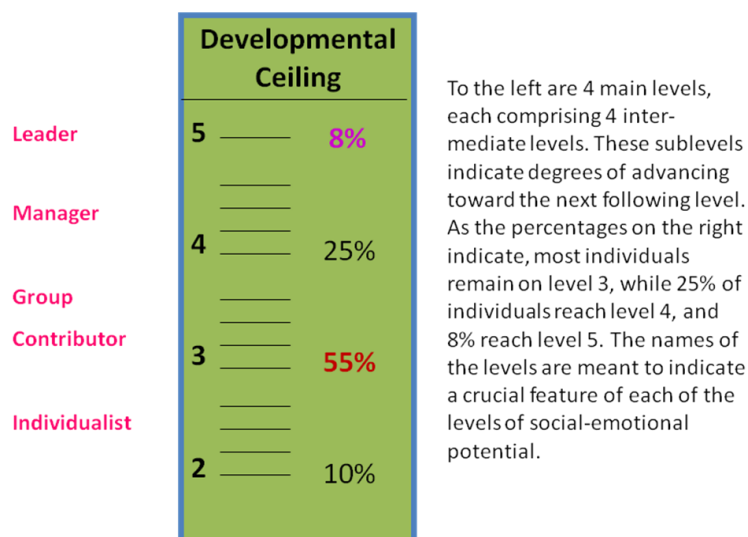 Developmental
Ceiling
Leader
5
8%
Manager
4
25%
Group
Contributor
3
55%
Individualist
2
10%
To the left are 4 main levels,
each comprising 4 inter-
mediate levels. These sublevels
indicate degrees of advancing
toward the next following level.
As the percentages on the right
indicate, most individuals
remain on level 3, while 25% of
individuals reach level 4, and
8% reach level 5. The names of
the levels are meant to indicate
a crucial feature of each of the
levels of social-emotional
potential.